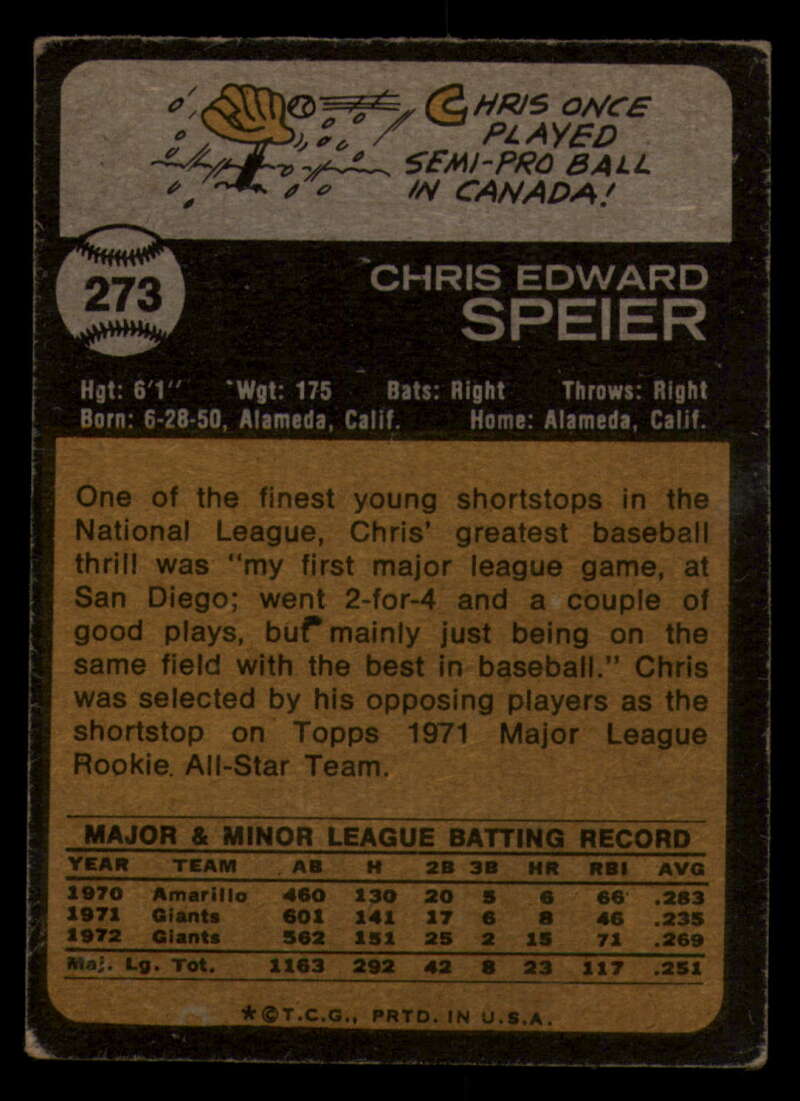 CHRIS ONCE
PLAYED
SEMI-PRO BALL
IN CANADA!
273
CHRIS EDWARD
SPEIER
Hgt: 6'1" Wgt: 175 Bats: Right Throws: Right
Born: 6-28-50, Alameda, Calif. Home: Alameda, Calif.
One of the finest young shortstops in the
National League, Chris' greatest baseball
thrill was "my first major league game, at
San Diego; went 2-for-4 and a couple of
good plays, but mainly just being on the
same field with the best in baseball." Chris
was selected by his opposing players as the
shortstop on Topps 1971 Major League
Rookie All-Star Team.
MAJOR & MINOR LEAGUE BATTING RECORD
YEAR TEAM AB H 2B 3B HR RBI AVG
1970 Amarillo 460 130 20 5 6 66 .283
1971 Giants 601 141 17 6 8 46 .235
1972 Giants 562 151 25 2 15 71 .269
Maj. Lg. Tot. 1163 292 42 8 23 117 .251
*©T.C.G., PRTD. IN U.S.A.